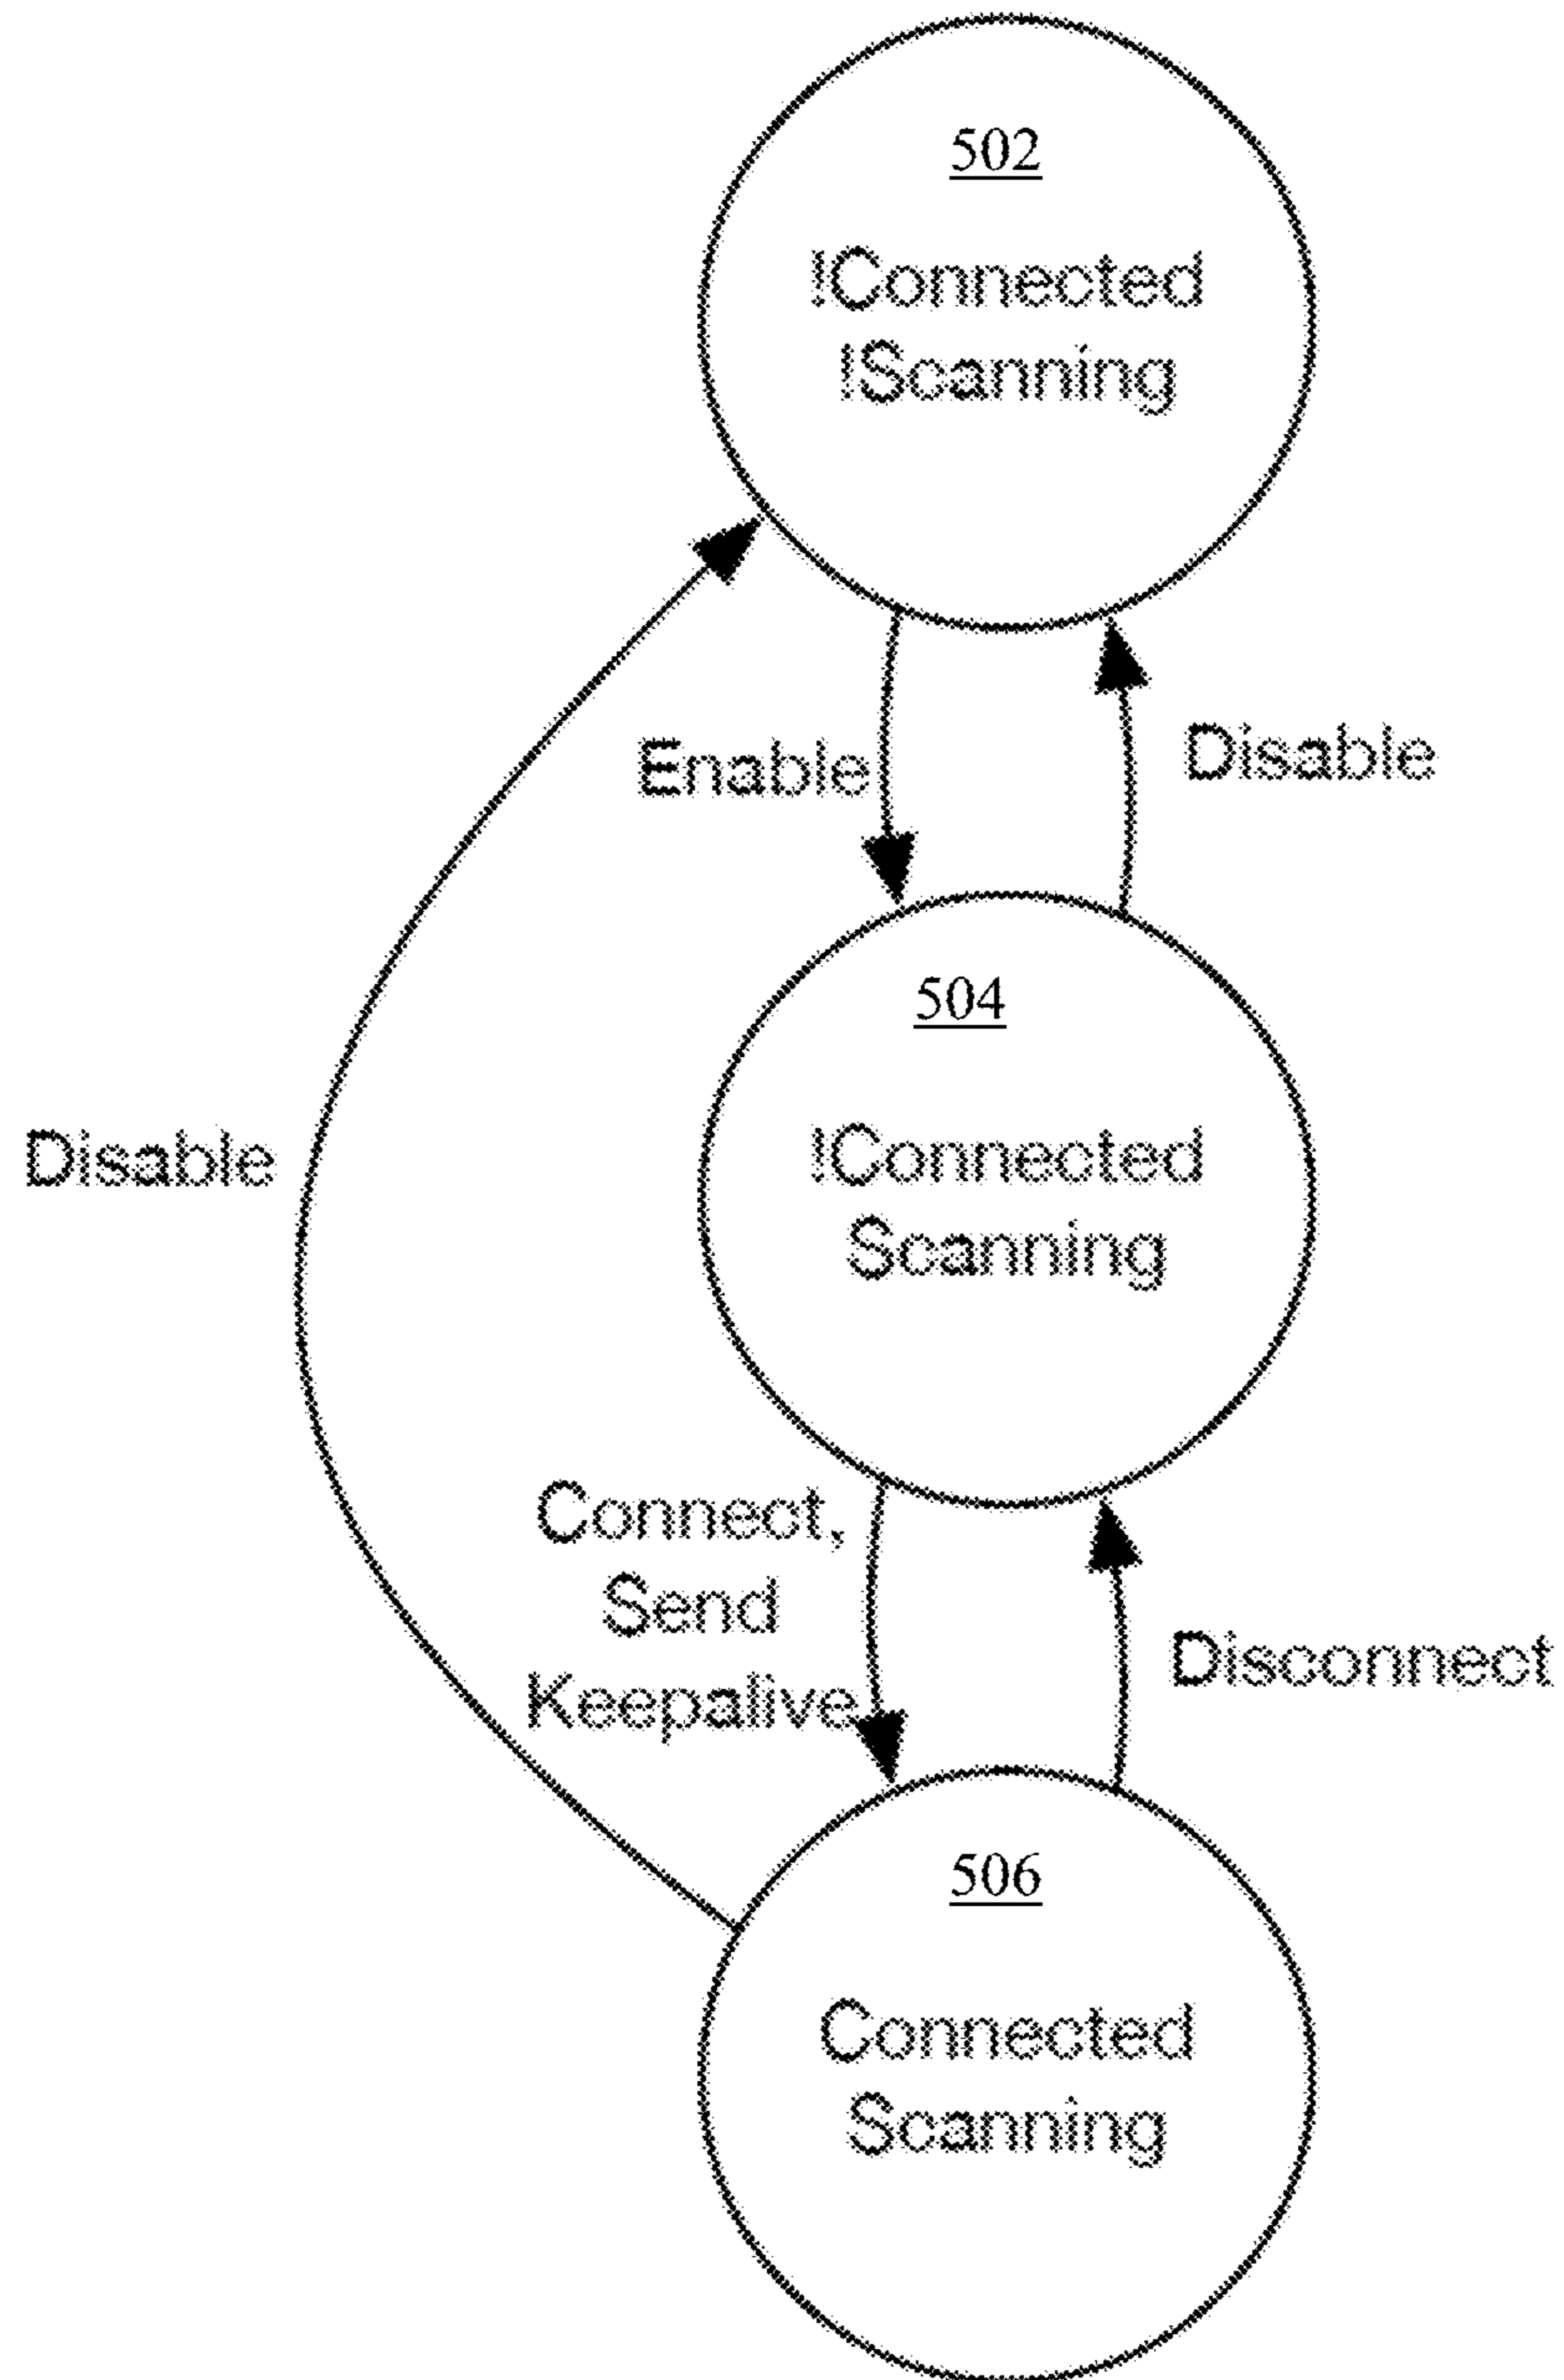 502
!Connected
!Scanning
Enable
Disable
504
!Connected
Scanning
Disable
Connect,
Send
Keepalive
Disconnect
506
Connected
Scanning